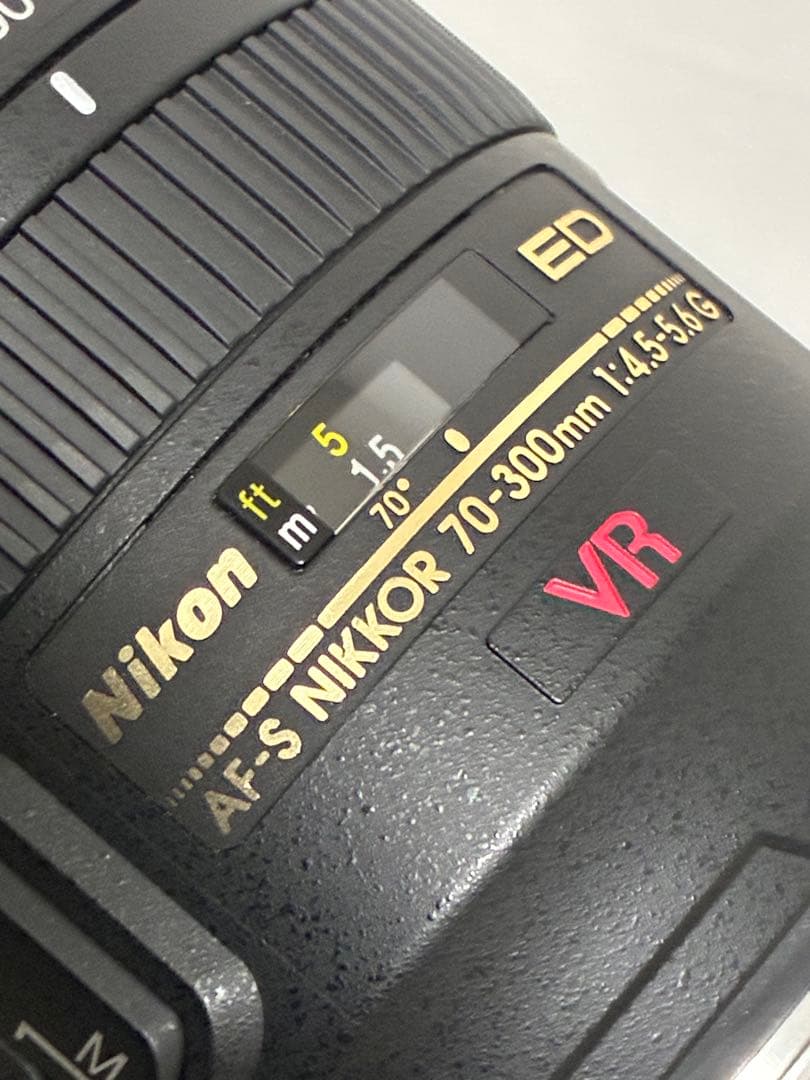 ED
ft 5
m 1.5
70°
Nikon
AF-S NIKKOR 70-300mm 1:4.5-5.6G
VR
M